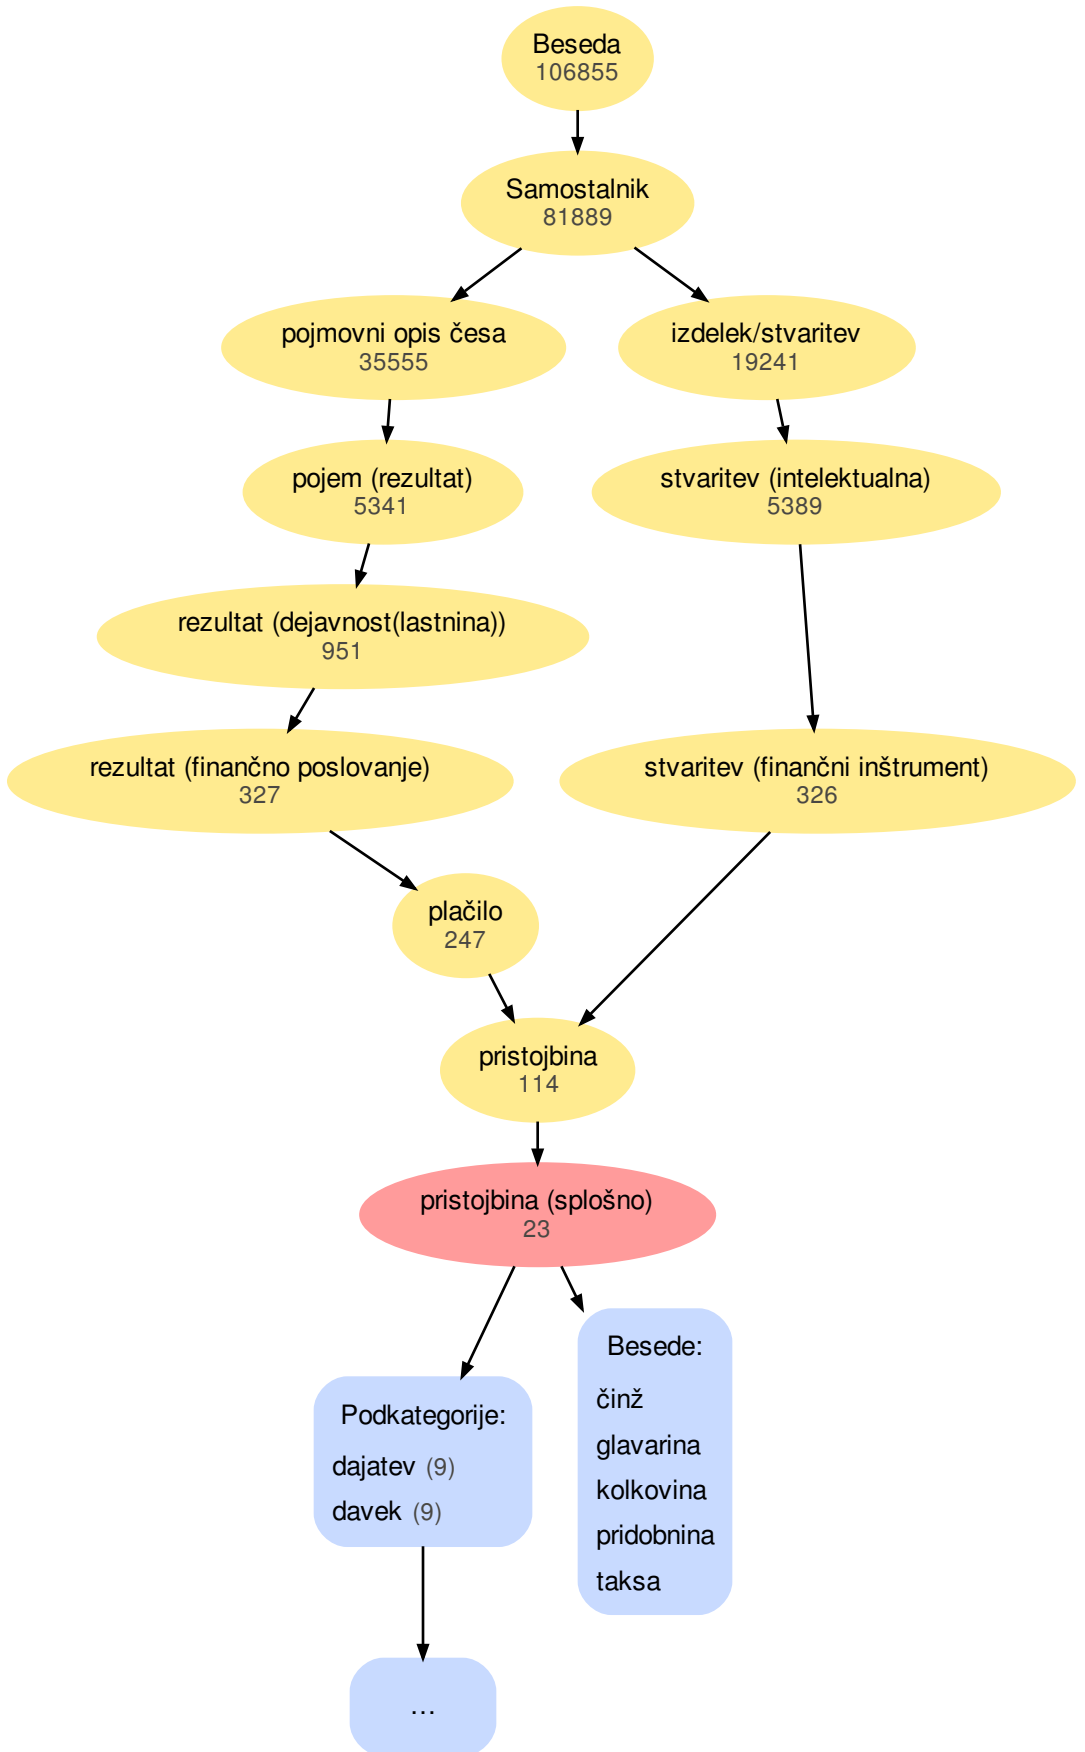 Beseda
106855
Samostalnik
81889
pojmovni opis česa
35555
izdelek/stvaritev
19241
pojem (rezultat)
5341
stvaritev (intelektualna)
5389
rezultat (dejavnost(lastnina))
951
rezultat (finančno poslovanje)
327
stvaritev (finančni inštrument)
326
plačilo
247
pristojbina
114
pristojbina (splošno)
23
Podkategorije:
dajatev (9)
davek (9)
Besede:
činž
glavarina
kolkovina
pridobnina
taksa
...